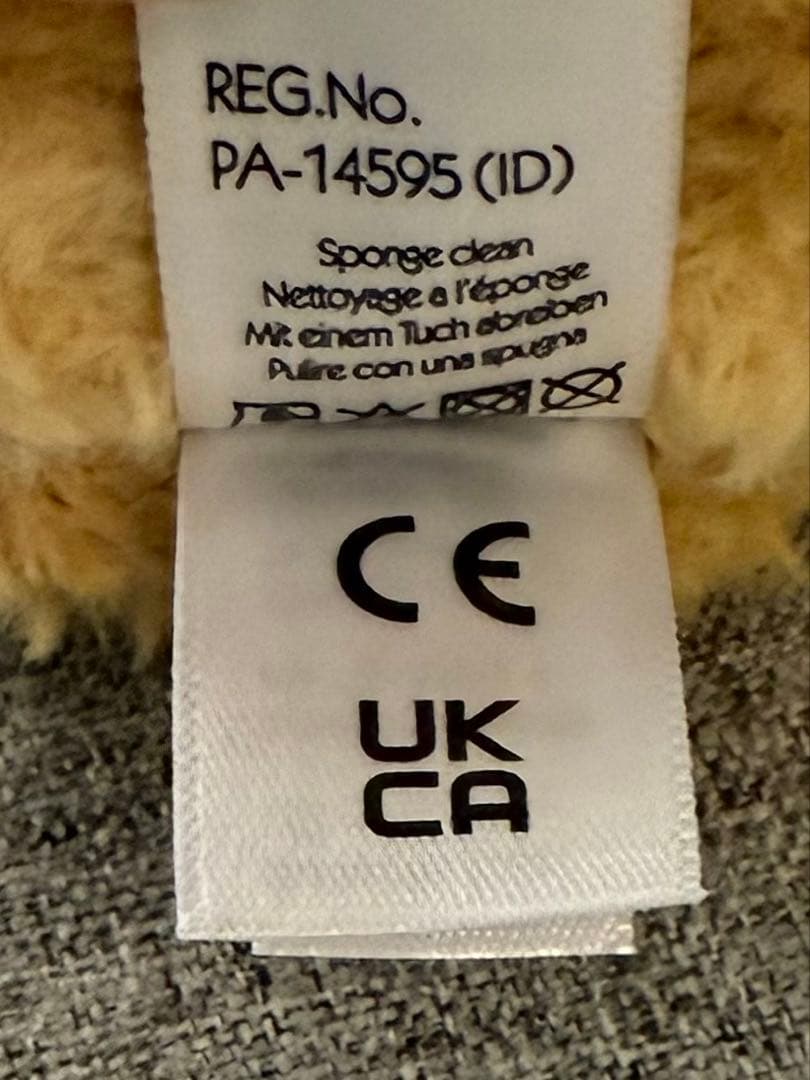 REG.No.
PA-14595 (ID)
Sponge clean
Nettoyage a l'éponge
Mit einem Tuch abreiben
Pulire con una spugna
CE
UK
CA